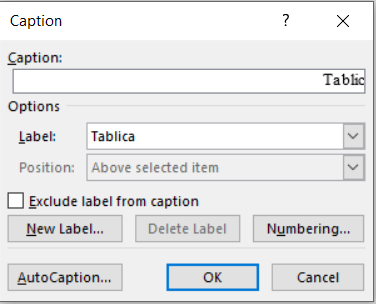 Caption ? ×
Caption:
Tablic
Options
Label: Tablica
Position: Above selected item
Exclude label from caption
New Label... Delete Label Numbering...
AutoCaption... OK Cancel